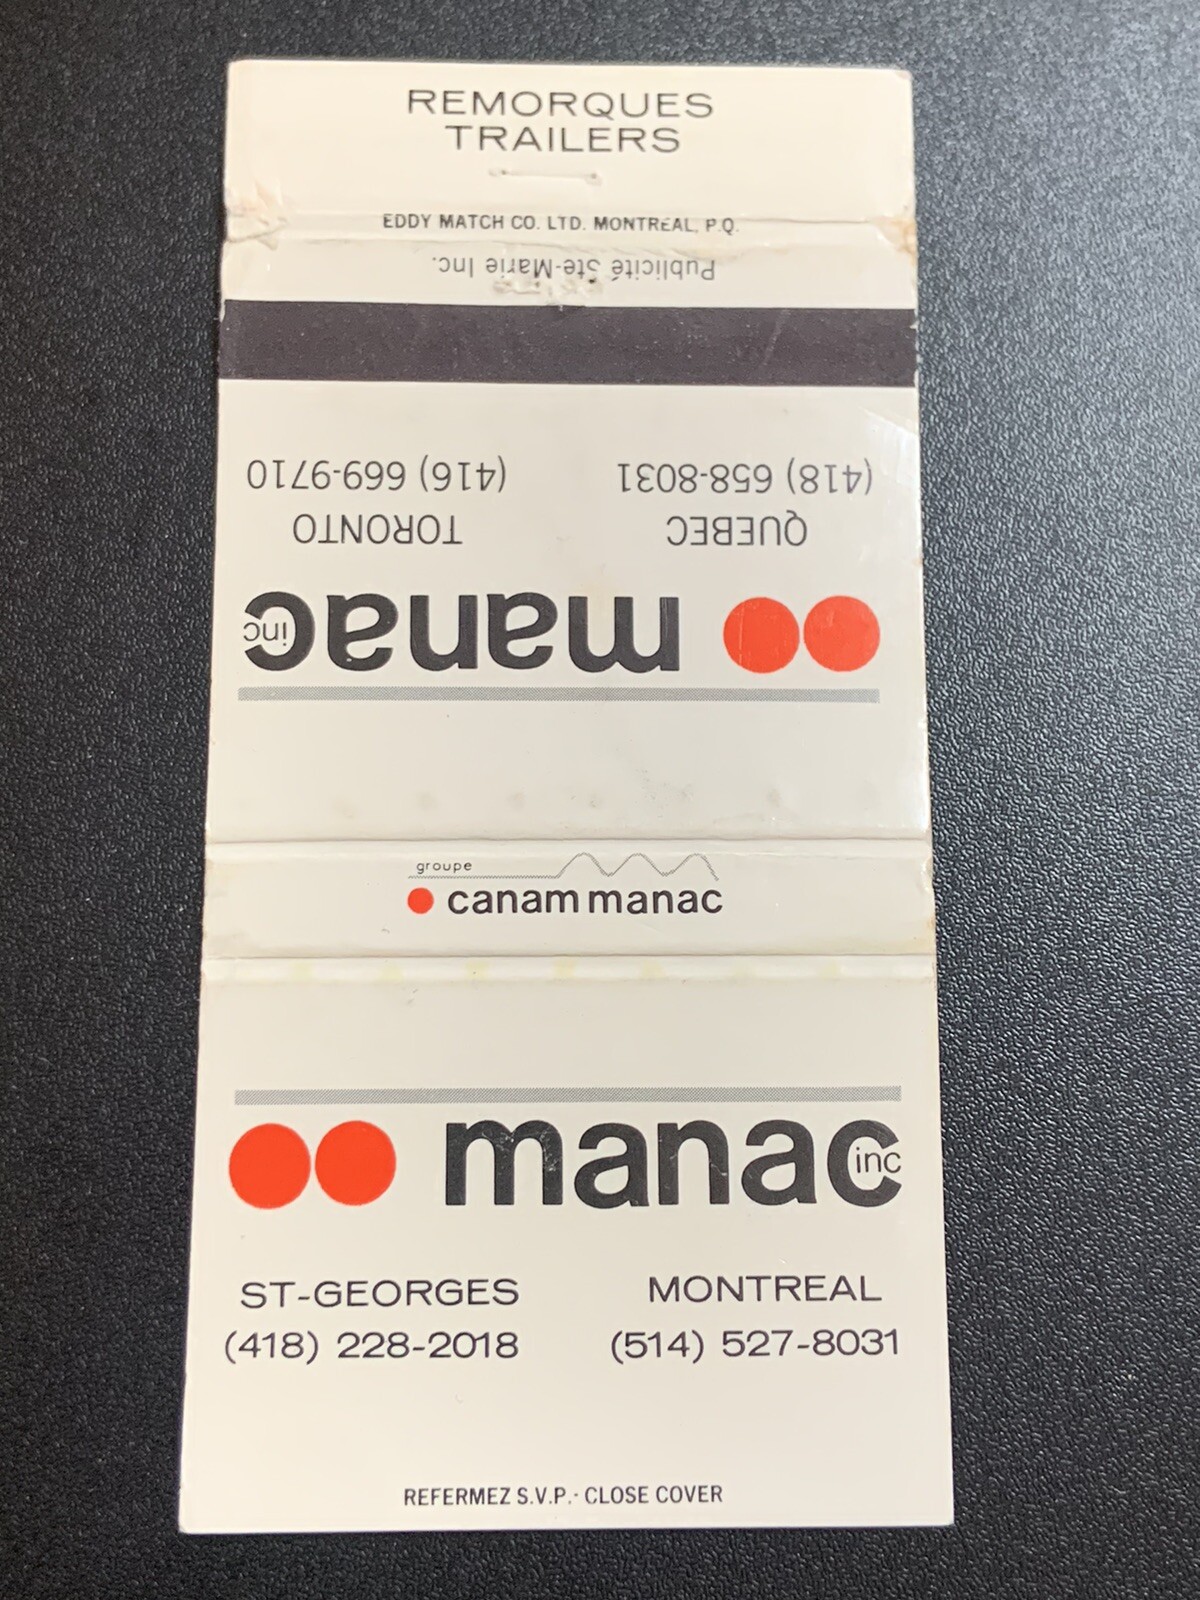 REMORQUES
TRAILERS
EDDY MATCH CO. LTD. MONTREAL, P.Q.
Publicité Ste-Marie Inc.
manac inc
QUEBEC TORONTO
(418) 658-8031 (416) 669-9710
groupe
canam manac
manac inc
ST-GEORGES MONTREAL
(418) 228-2018 (514) 527-8031
REFERMEZ S.V.P.- CLOSE COVER